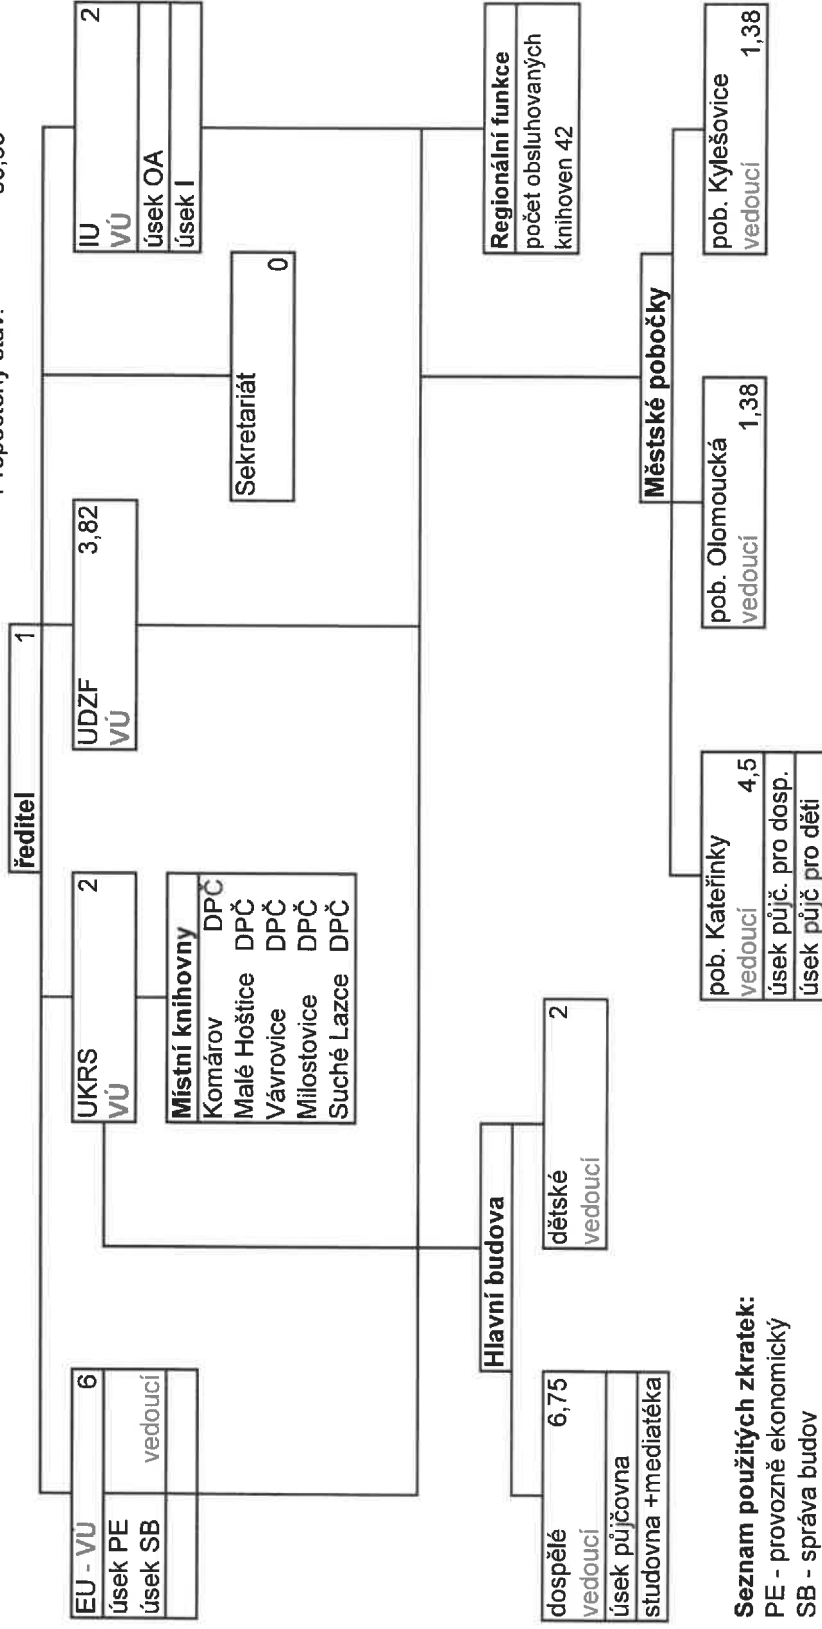 ředitel 1
EU - VÚ 6
úsek PE
úsek SB vedoucí
UKRS 2
VÚ
Místní knihovny
Komárov DPČ
Malé Hoštice DPČ
Vávrovice DPČ
Milostovice DPČ
Suché Lazce DPČ
UDZF 3,82
VÚ
Sekretariát 0
IU 2
VÚ
úsek OA
úsek I
Hlavní budova
dospělé 6,75
vedoucí
úsek půjčovna
studovna +mediatéka
dětské 2
vedoucí
Regionální funkce
počet obsluhovaných
knihoven 42
Městské pobočky
pob. Kateřinky 4,5
vedoucí
úsek půjč. pro dosp.
úsek půjč pro děti
pob. Olomoucká
vedoucí 1,38
pob. Kylešovice
vedoucí 1,38
Seznam použitých zkratek:
PE - provozně ekonomický
SB - správa budov